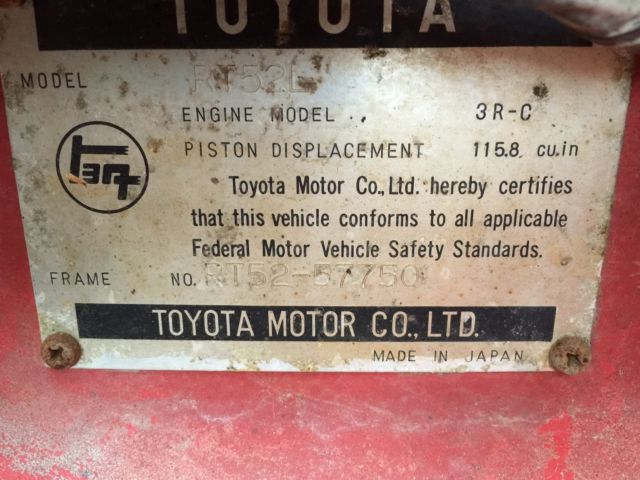 TOYOTA
MODEL RT52L
ENGINE MODEL .. 3R-C
PISTON DISPLACEMENT 115.8 cu.in
Toyota Motor Co., Ltd. hereby certifies
that this vehicle conforms to all applicable
Federal Motor Vehicle Safety Standards.
FRAME NO. RT52-57750
TOYOTA MOTOR CO., LTD.
MADE IN JAPAN